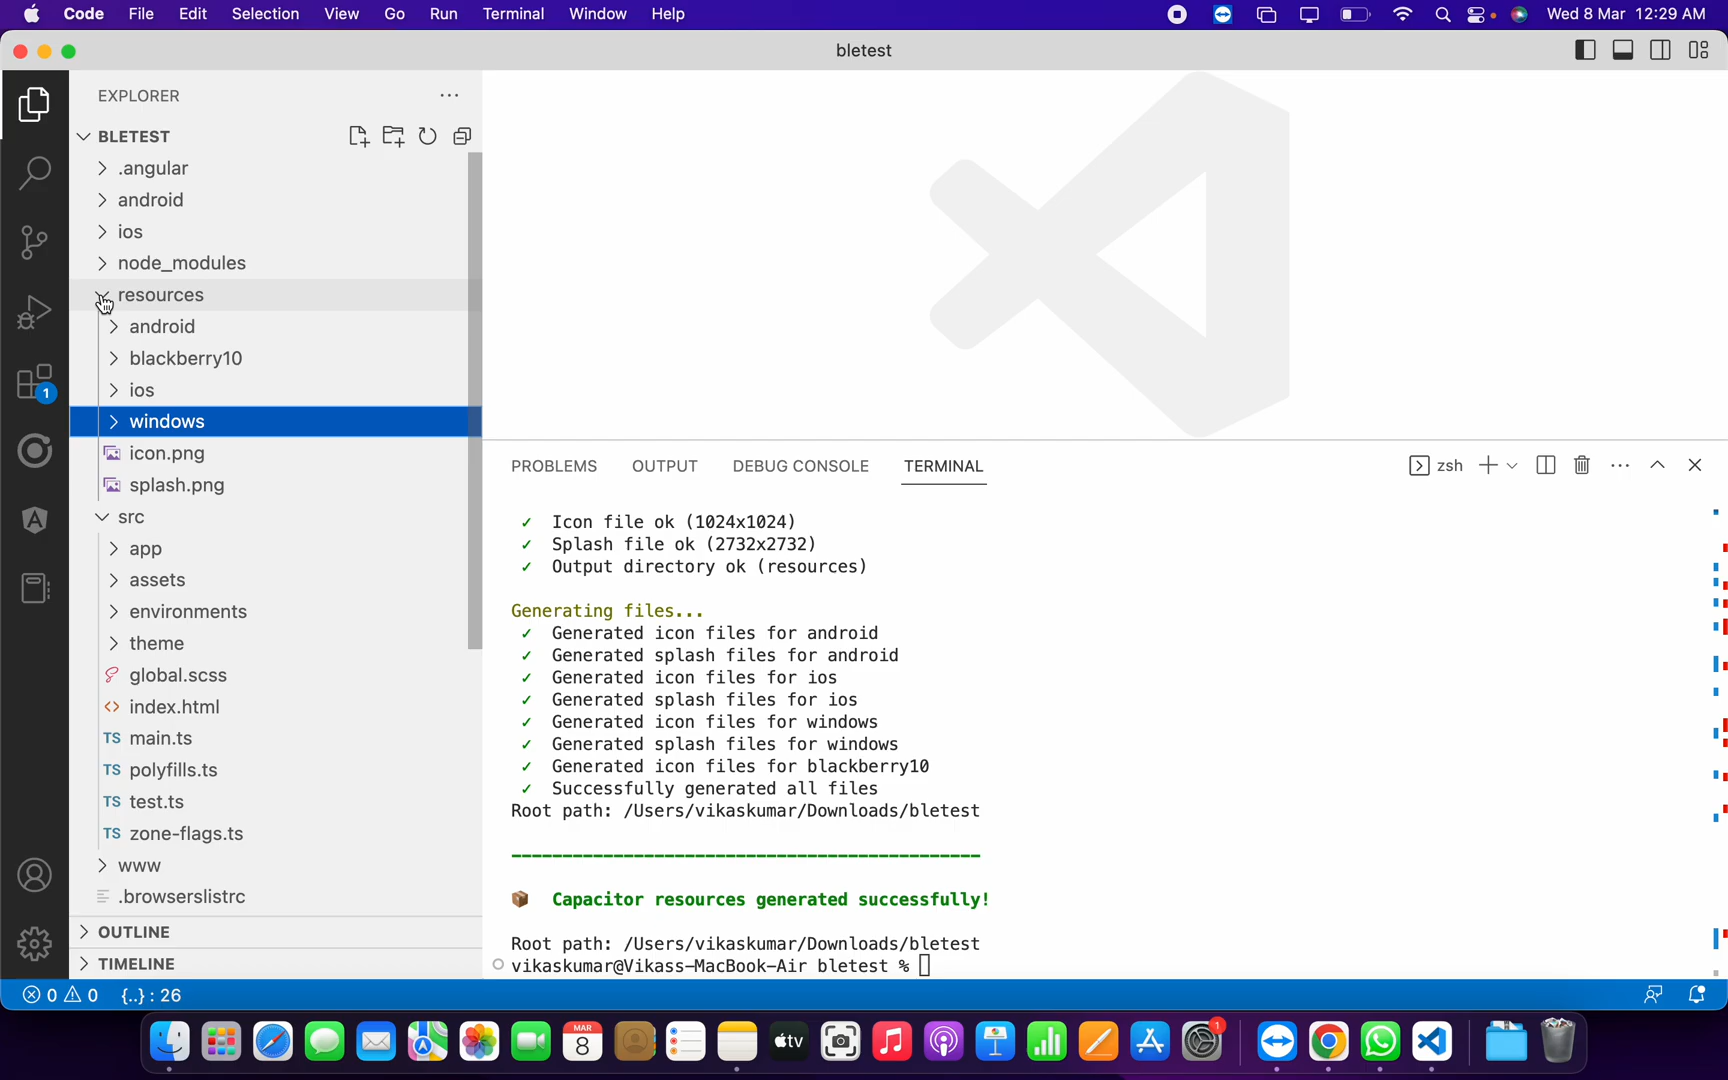 Code File Edit Selection View Go Run Terminal Window Help Wed 8 Mar 12:29 AM
bletest
EXPLORER
BLETEST
.angular
android
ios
node_modules
resources
android
blackberry10
ios
windows
icon.png
splash.png
src
app
assets
environments
theme
global.scss
<> index.html
TS main.ts
TS polyfills.ts
TS test.ts
TS zone-flags.ts
www
.browserslistrc
OUTLINE
TIMELINE
1
PROBLEMS OUTPUT DEBUG CONSOLE TERMINAL zsh
✓ Icon file ok (1024x1024)
✓ Splash file ok (2732x2732)
✓ Output directory ok (resources)
Generating files...
✓ Generated icon files for android
✓ Generated splash files for android
✓ Generated icon files for ios
✓ Generated splash files for ios
✓ Generated icon files for windows
✓ Generated splash files for windows
✓ Generated icon files for blackberry10
✓ Successfully generated all files
Root path: /Users/vikaskumar/Downloads/bletest
Capacitor resources generated successfully!
Root path: /Users/vikaskumar/Downloads/bletest
vikaskumar@Vikass-MacBook-Air bletest %
0 0 {..} : 26
MAR
8
tv
1